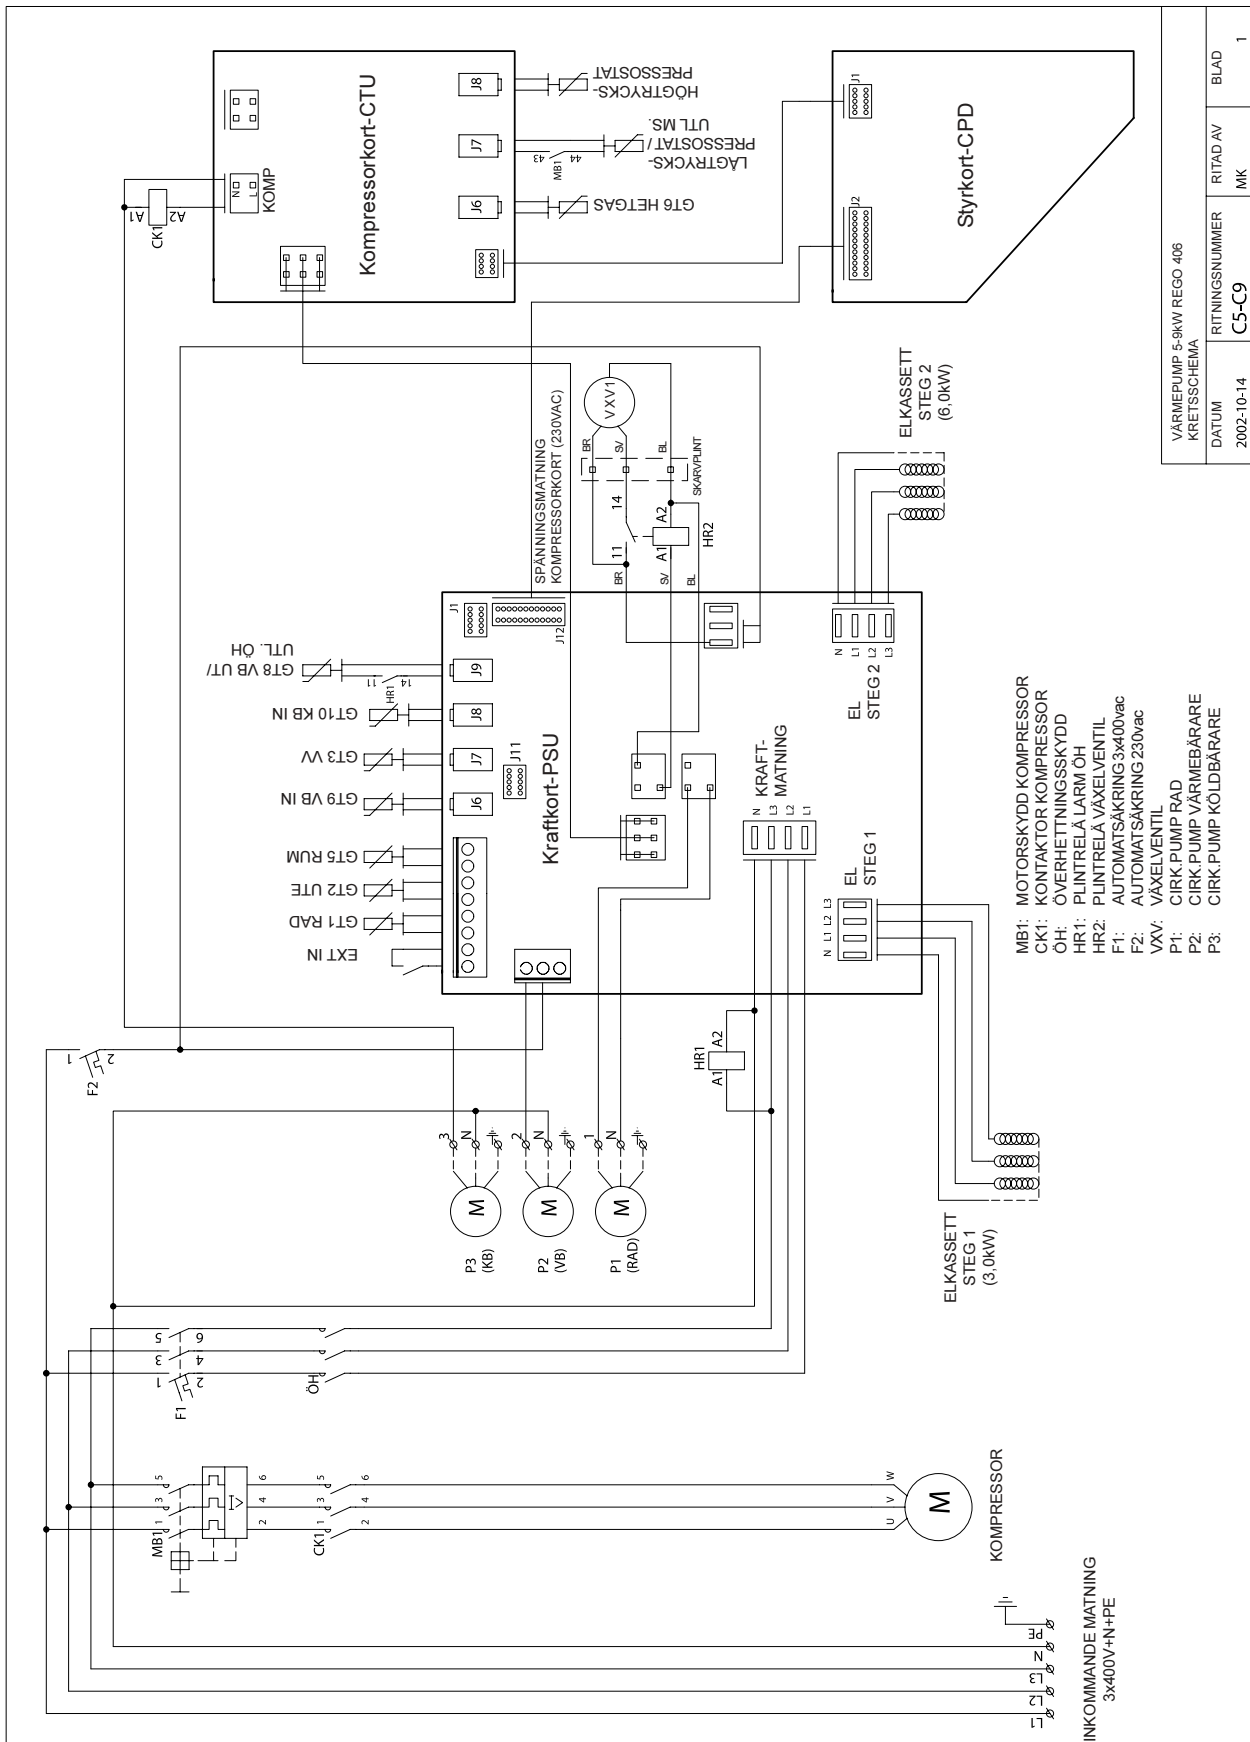 Kompressorkort-CTU
KOMP
N
L
A1
A2
CK1
J8
J7
J6
HÖGTRYCKS-
PRESSOSTAT
LÅGTRYCKS-
PRESSOSTAT/
UTL MS.
43
44
MB1
GT6 HETGAS
Styrkort-CPD
J1
J2
SPÄNNINGSMATNING
KOMPRESSORKORT (230VAC)
VXV1
BR
SV
BL
SKARVPLINT
14
11
A1
A2
HR2
BR
SV
BL
ELKASSETT
STEG 2
(6,0kW)
Kraftkort-PSU
J1
J12
J9
J8
J7
J6
J11
GT8 VB UT/
UTL. ÖH
11
14
HR1
GT10 KB IN
GT3 VV
GT9 VB IN
GT5 RUM
GT2 UTE
GT1 RAD
EXT IN
EL
STEG 2
N
L1
L2
L3
KRAFT-
MATNING
N
L3
L2
L1
EL
STEG 1
N
L1
L2
L3
F2
1
2
HR1
A1
A2
3
N
2
N
1
N
M
P3
(KB)
M
P2
(VB)
M
P1
(RAD)
ELKASSETT
STEG 1
(3,0kW)
F1
1
2
3
4
5
6
ÖH
MB1
1
3
5
I>
2
4
6
CK1
1
3
5
2
4
6
U
V
W
M
KOMPRESSOR
L1
L2
L3
N
PE
INKOMMANDE MATNING
3x400V+N+PE
MB1: MOTORSKYDD KOMPRESSOR
CK1: KONTAKTOR KOMPRESSOR
ÖH: ÖVERHETTNINGSSKYDD
HR1: PLINTRELÄ LARM ÖH
HR2: PLINTRELÄ VÄXELVENTIL
F1: AUTOMATSÄKRING 3x400vac
F2: AUTOMATSÄKRING 230vac
VXV: VÄXELVENTIL
P1: CIRK.PUMP RAD
P2: CIRK.PUMP VÄRMEBÄRARE
P3: CIRK.PUMP KÖLDBÄRARE
VÄRMEPUMP 5-9kW REGO 406
KRETSSCHEMA
DATUM RITNINGSNUMMER RITAD AV BLAD
2002-10-14 C5-C9 MK 1